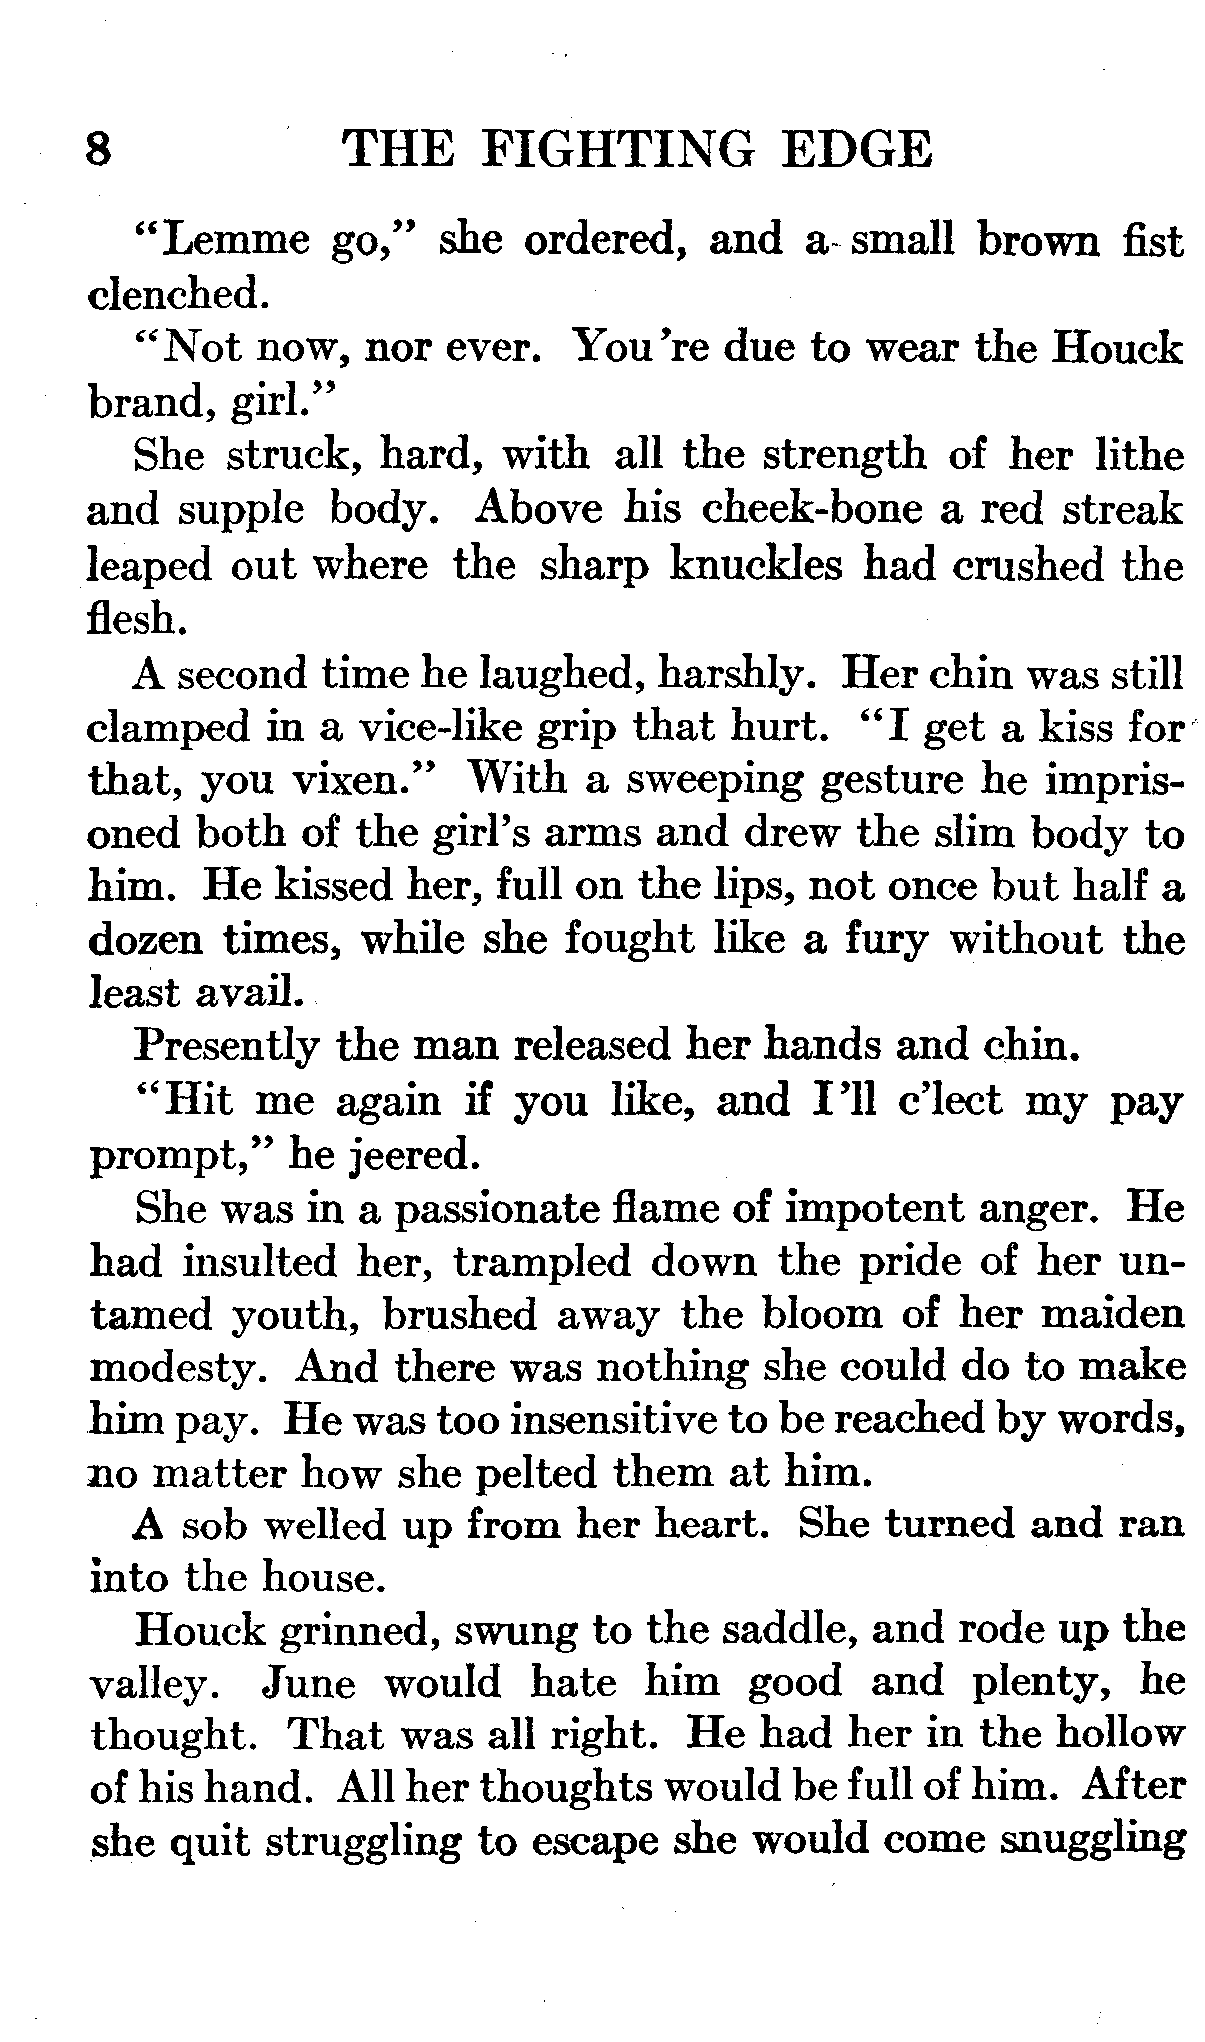 8 THE FIGHTING EDGE
“Lemme go,” she ordered, and a small brown fist
clenched.
“Not now, nor ever. You're due to wear the Houck
brand, girl.”
She struck, hard, with all the strength of her lithe
and supple body. Above his cheek-bone a red streak
leaped out where the sharp knuckles had crushed the
flesh.
A second time he laughed, harshly. Her chin was still
clamped in a vice-like grip that hurt. “I get a kiss for
that, you vixen.” With a sweeping gesture he impris-
oned both of the girl's arms and drew the slim body to
him. He kissed her, full on the lips, not once but half a
dozen times, while she fought like a fury without the
least avail.
Presently the man released her hands and chin.
“Hit me again if you like, and I'll c'lect my pay
prompt,” he jeered.
She was in a passionate flame of impotent anger. He
had insulted her, trampled down the pride of her un-
tamed youth, brushed away the bloom of her maiden
modesty. And there was nothing she could do to make
him pay. He was too insensitive to be reached by words,
no matter how she pelted them at him.
A sob welled up from her heart. She turned and ran
into the house.
Houck grinned, swung to the saddle, and rode up the
valley. June would hate him good and plenty, he
thought. That was all right. He had her in the hollow
of his hand. All her thoughts would be full of him. After
she quit struggling to escape she would come snuggling